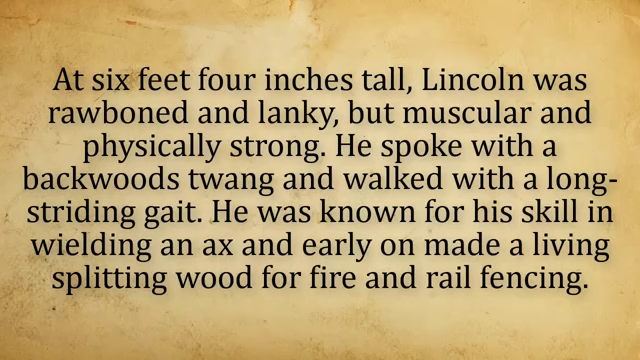 At six feet four inches tall, Lincoln was
rawboned and lanky, but muscular and
physically strong. He spoke with a
backwoods twang and walked with a long-
striding gait. He was known for his skill in
wielding an ax and early on made a living
splitting wood for fire and rail fencing.